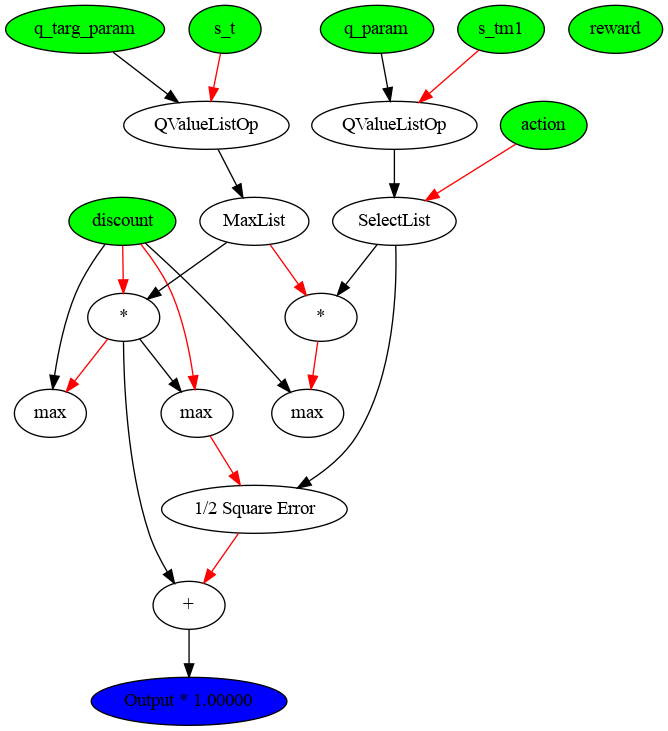 q_targ_param
s_t
q_param
s_tm1
reward
QValueListOp
QValueListOp
action
discount
MaxList
SelectList
*
*
max
max
max
1/2 Square Error
+
Output * 1.00000